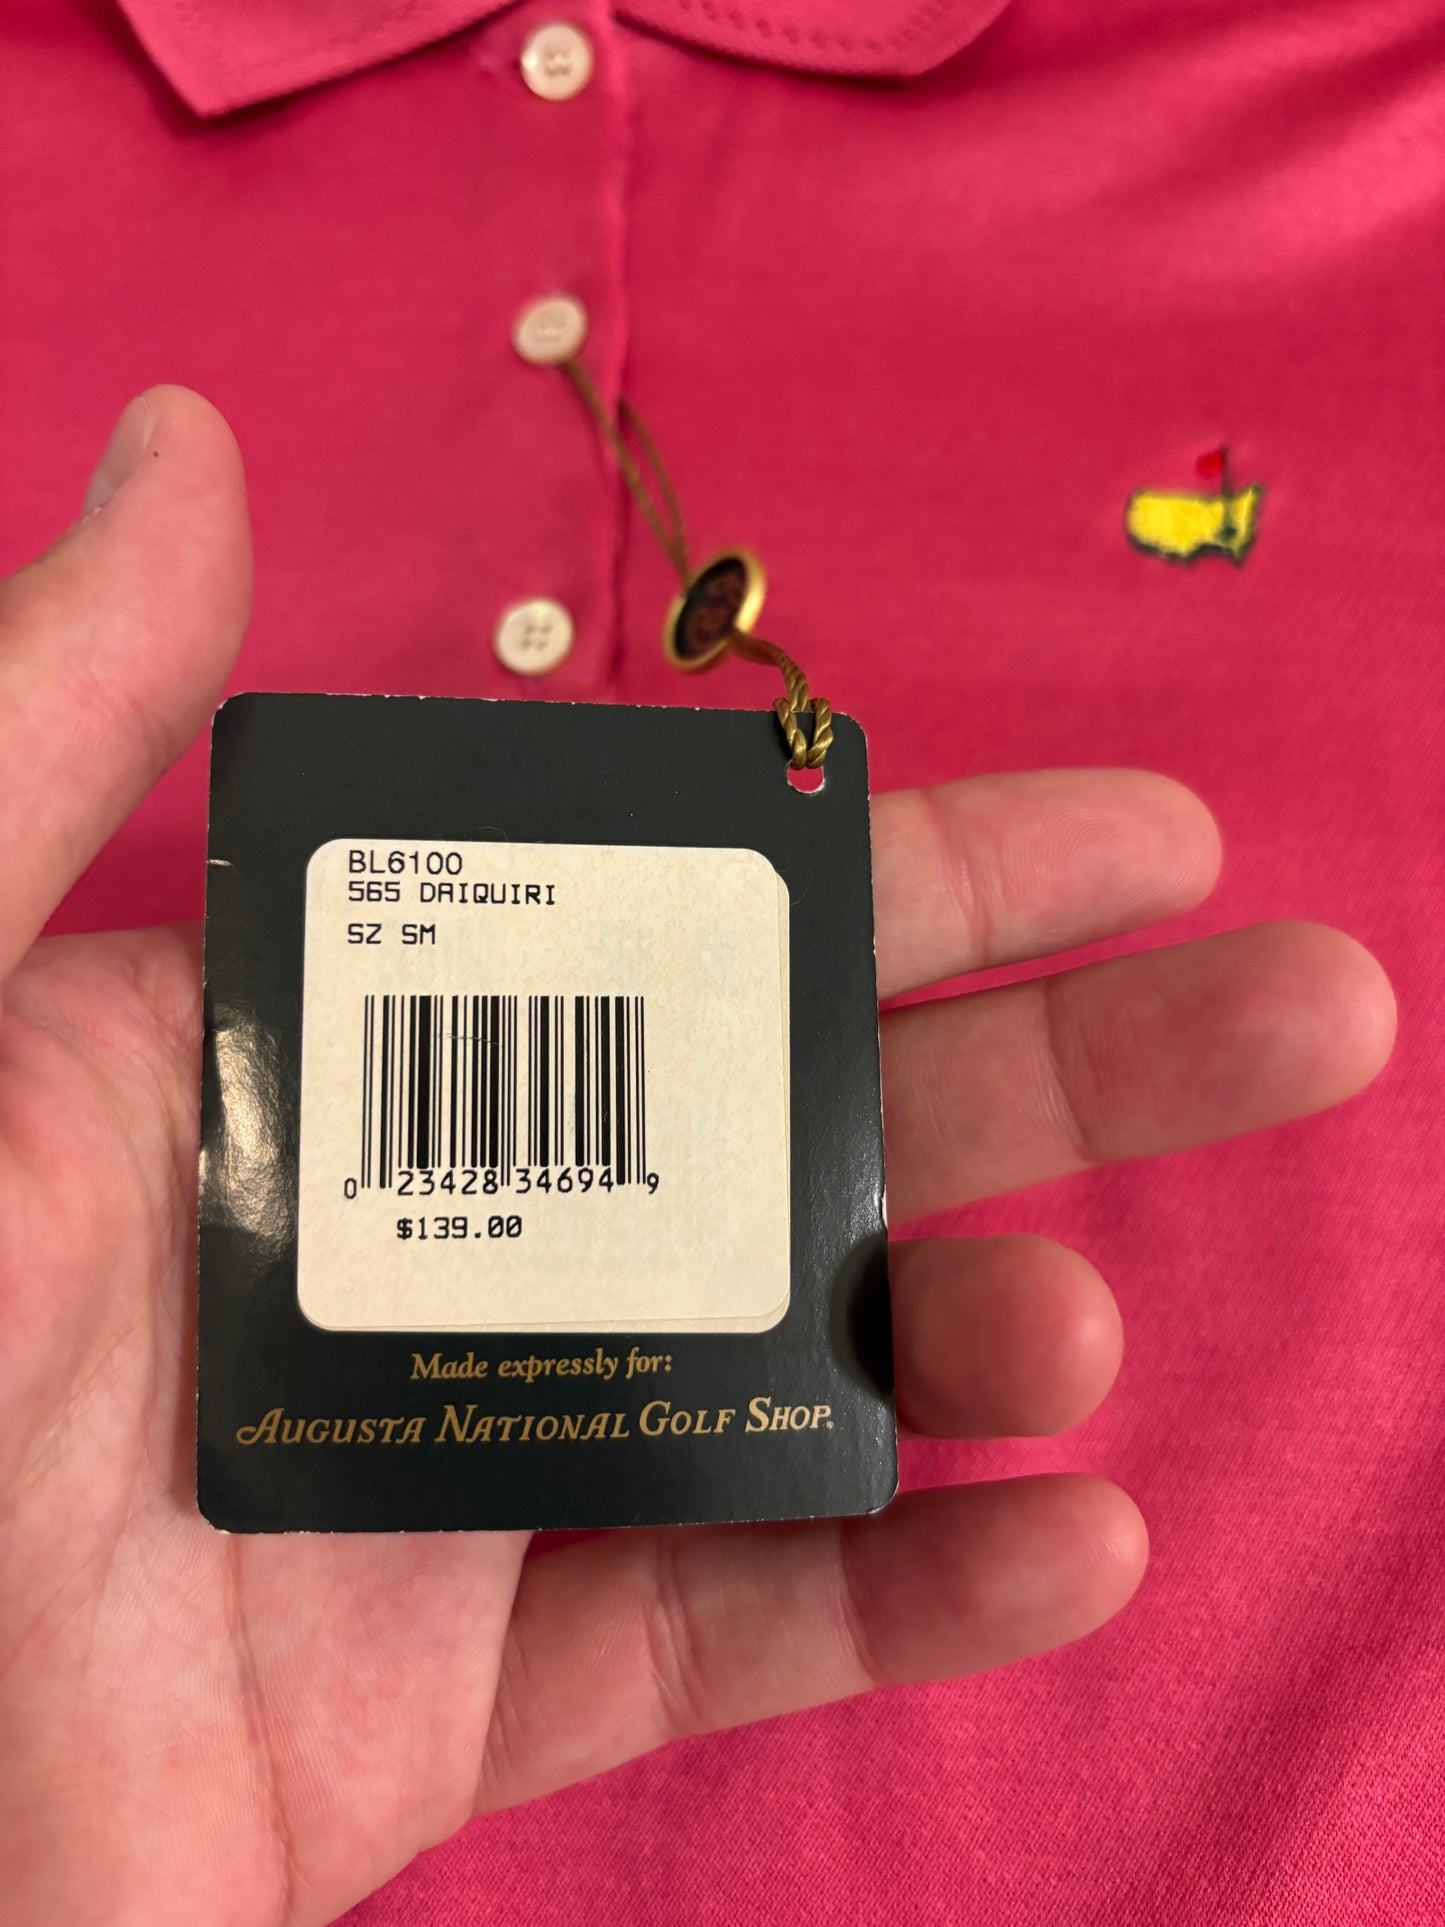 BL6100
565 DAIQUIRI
SZ SM
0 23428 34694 9
$139.00
Made expressly for:
AUGUSTA NATIONAL GOLF SHOP.